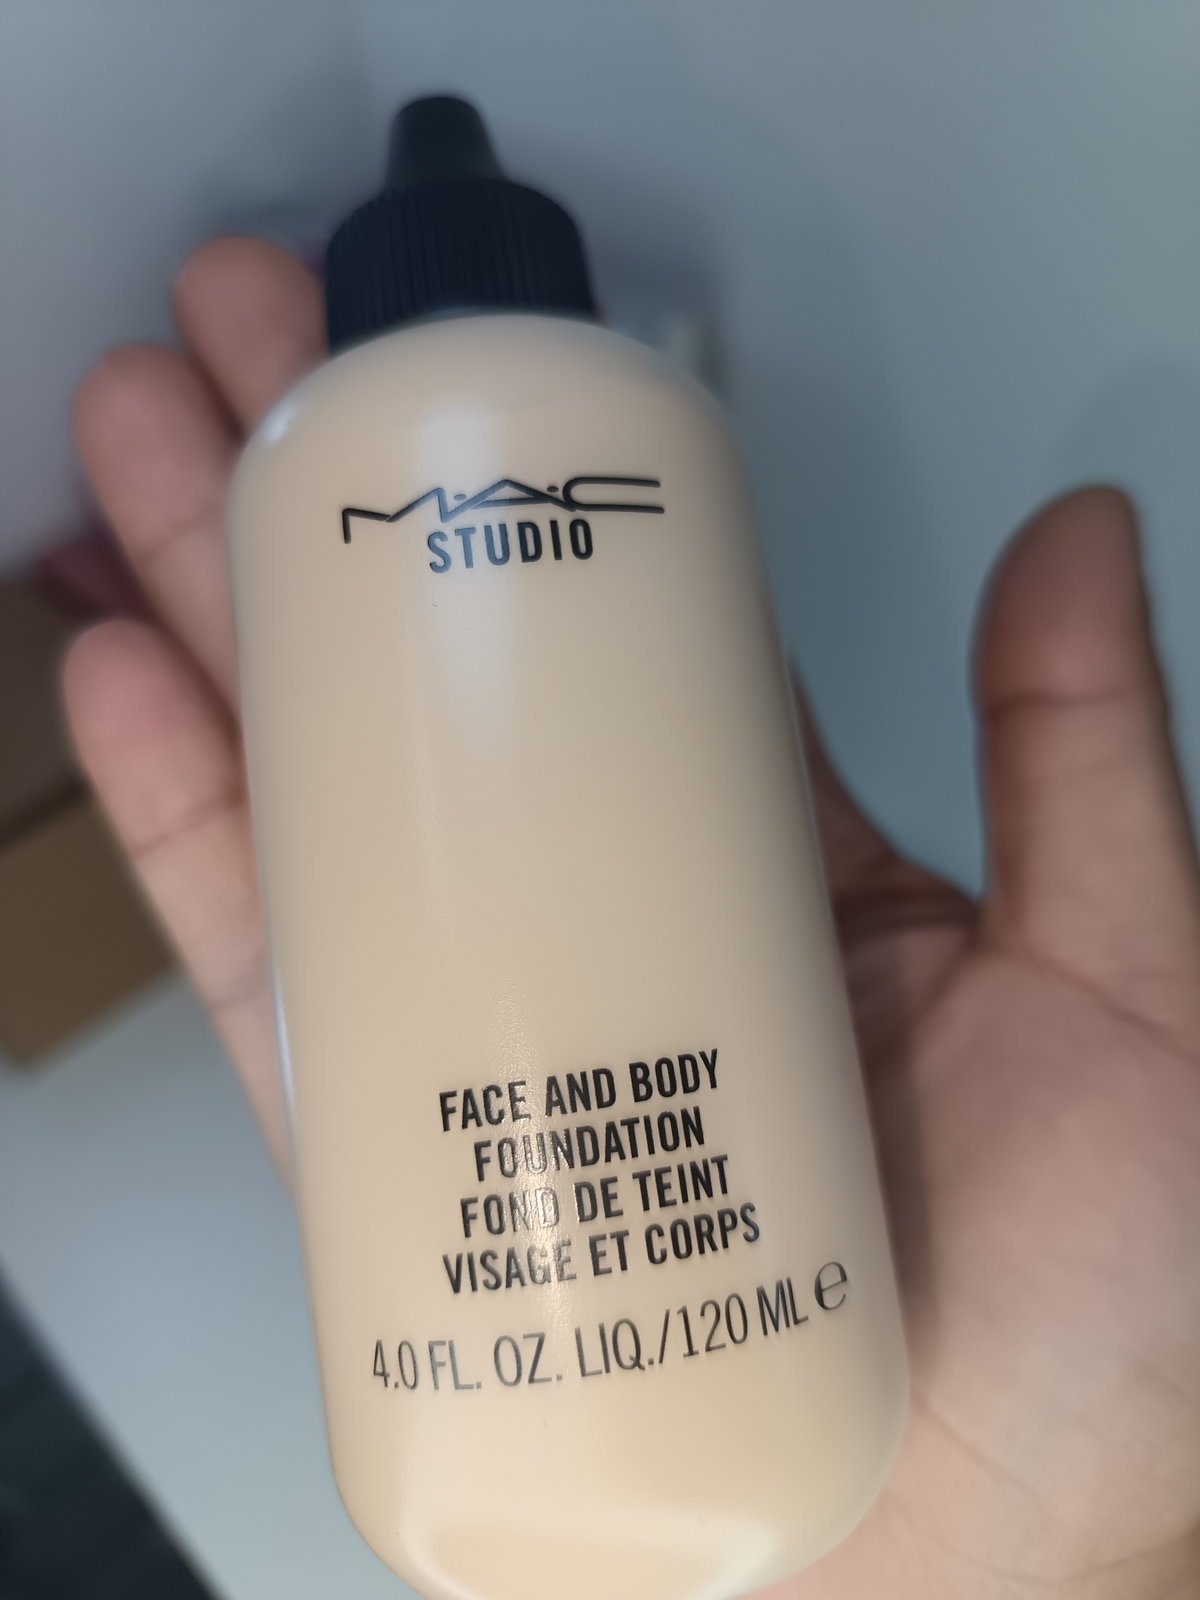 M·A·C
STUDIO
FACE AND BODY
FOUNDATION
FOND DE TEINT
VISAGE ET CORPS
4.0 FL. OZ. LIQ./120 ML ℮